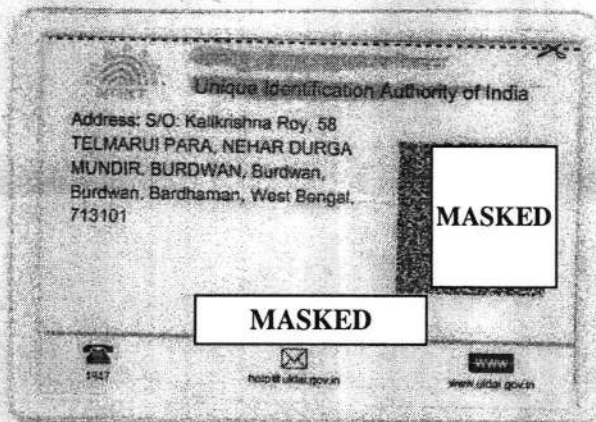 Unique Identification Authority of India
Address: S/O: Kalikrishna Roy, 58
TELMARUI PARA, NEHAR DURGA
MUNDIR, BURDWAN, Burdwan,
Burdwan, Bardhaman, West Bengal,
713101
MASKED
MASKED
1947
help@uidai.gov.in
www
www.uidai.gov.in